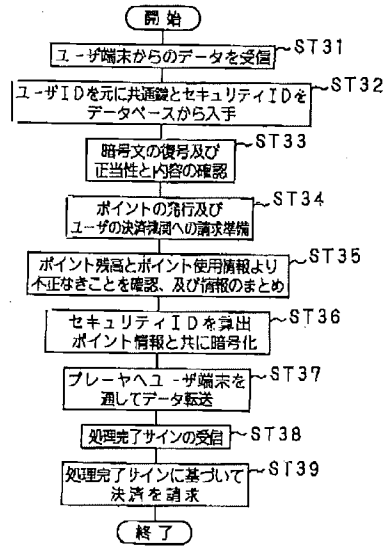 開始
ユーザ端末からのデータを受信
ST31
ユーザIDを元に共通鍵とセキュリティIDを
データベースから入手
ST32
暗号文の復号及び
正当性と内容の確認
ST33
ポイントの発行及び
ユーザの決済機関への請求準備
ST34
ポイント残高とポイント使用情報より
不正なきことを確認、及び情報のまとめ
ST35
セキュリティIDを算出
ポイント情報と共に暗号化
ST36
プレーヤへユーザ端末を
通してデータ転送
ST37
処理完了サインの受信
ST38
処理完了サインに基づいて
決済を請求
ST39
終了